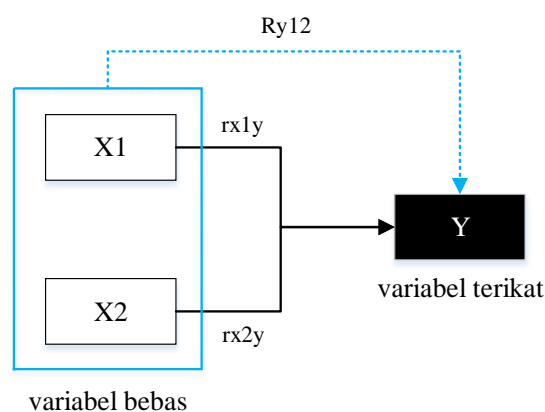 Ry12
rx1y
X1
Y
variabel terikat
X2
rx2y
variabel bebas